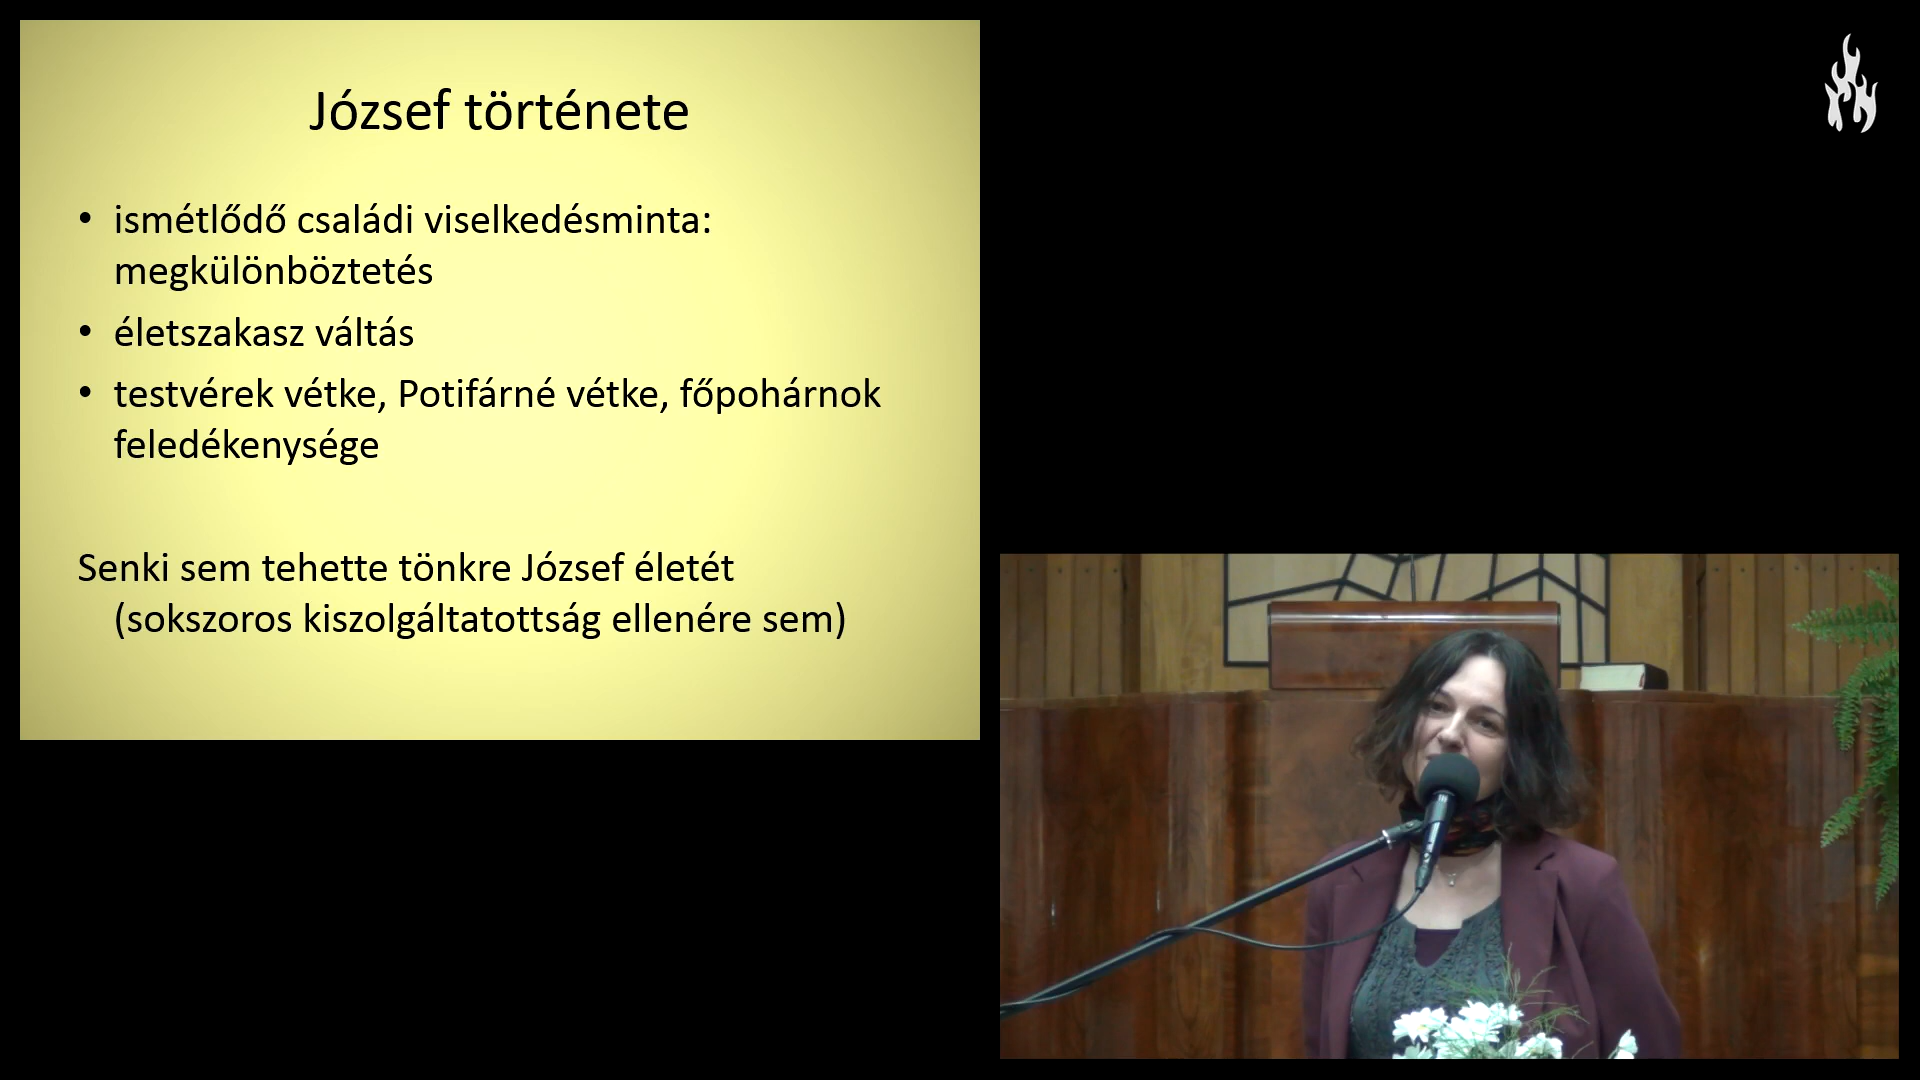 József története
• ismétlődő családi viselkedésminta:
megkülönböztetés
• életszakasz váltás
• testvérek vétke, Potifárné vétke, főpohárnok
feledékenysége
Senki sem tehette tönkre József életét
(sokszoros kiszolgáltatottság ellenére sem)